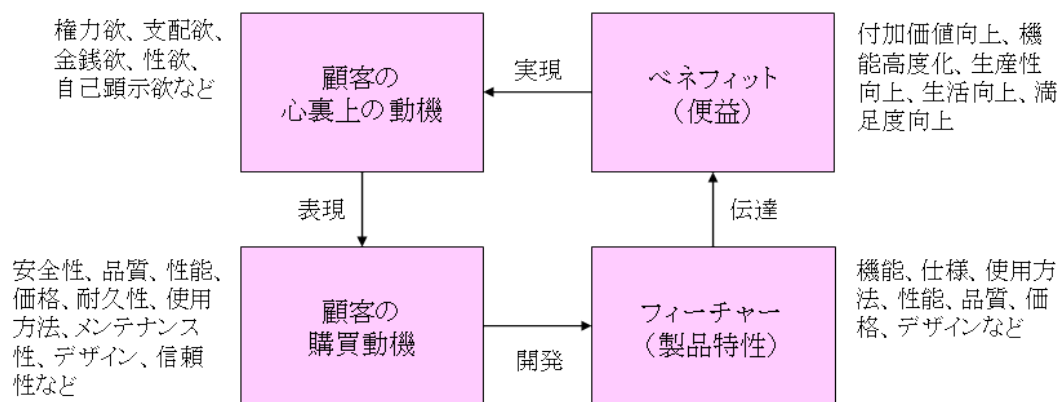 権力欲、支配欲、
金銭欲、性欲、
自己顕示欲など
顧客の
心裏上の動機
実現
ベネフィット
(便益)
付加価値向上、機
能高度化、生産性
向上、生活向上、満
足度向上
表現
伝達
安全性、品質、性能、
価格、耐久性、使用
方法、メンテナンス
性、デザイン、信頼
性など
顧客の
購買動機
開発
フィーチャー
(製品特性)
機能、仕様、使用方
法、性能、品質、価
格、デザインなど